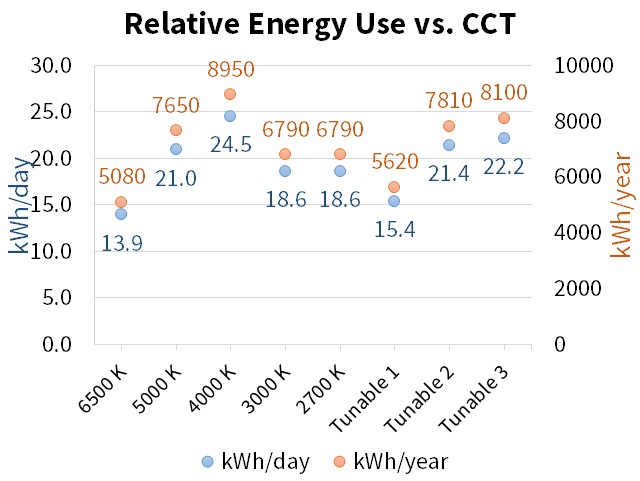 Relative Energy Use vs. CCT
30.0
25.0
20.0
15.0
10.0
5.0
0.0
kWh/day
10000
8000
6000
4000
2000
0
kWh/year
5080
7650
8950
6790
6790
5620
7810
8100
13.9
21.0
24.5
18.6
18.6
15.4
21.4
22.2
6500 K
5000 K
4000 K
3000 K
2700 K
Tunable 1
Tunable 2
Tunable 3
kWh/day
kWh/year